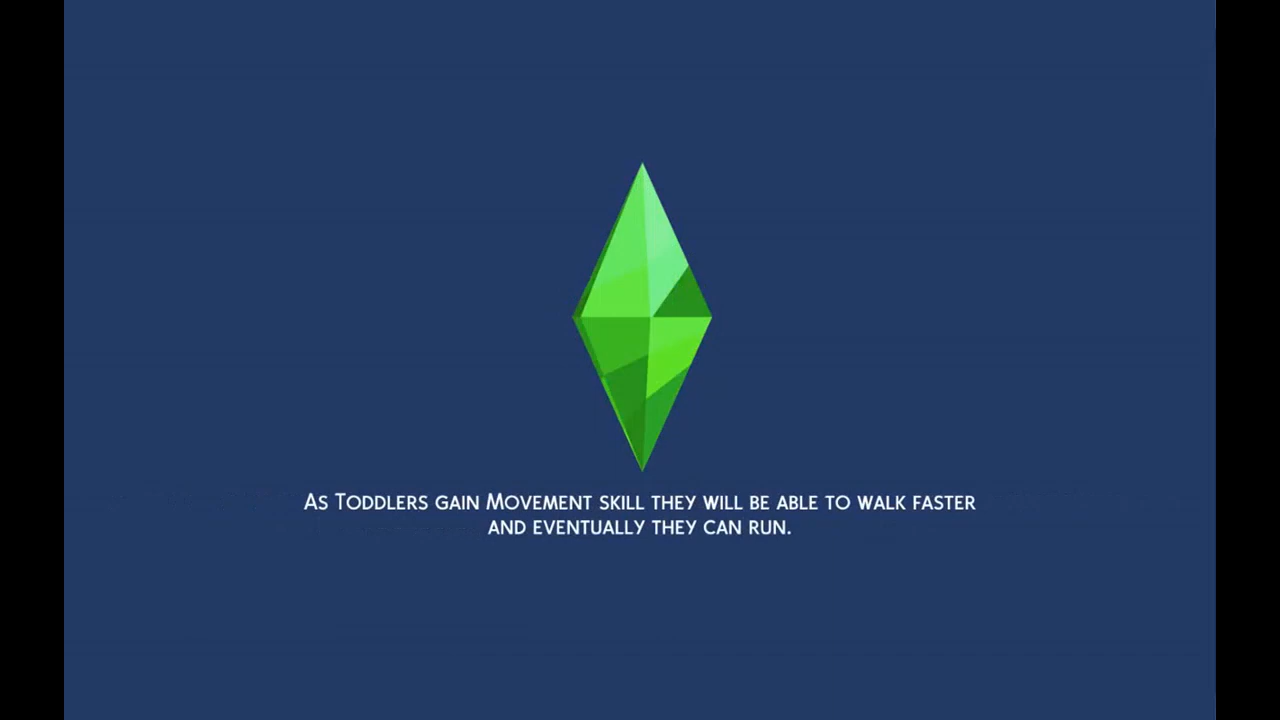 As Toddlers gain Movement skill they will be able to walk faster
and eventually they can run.